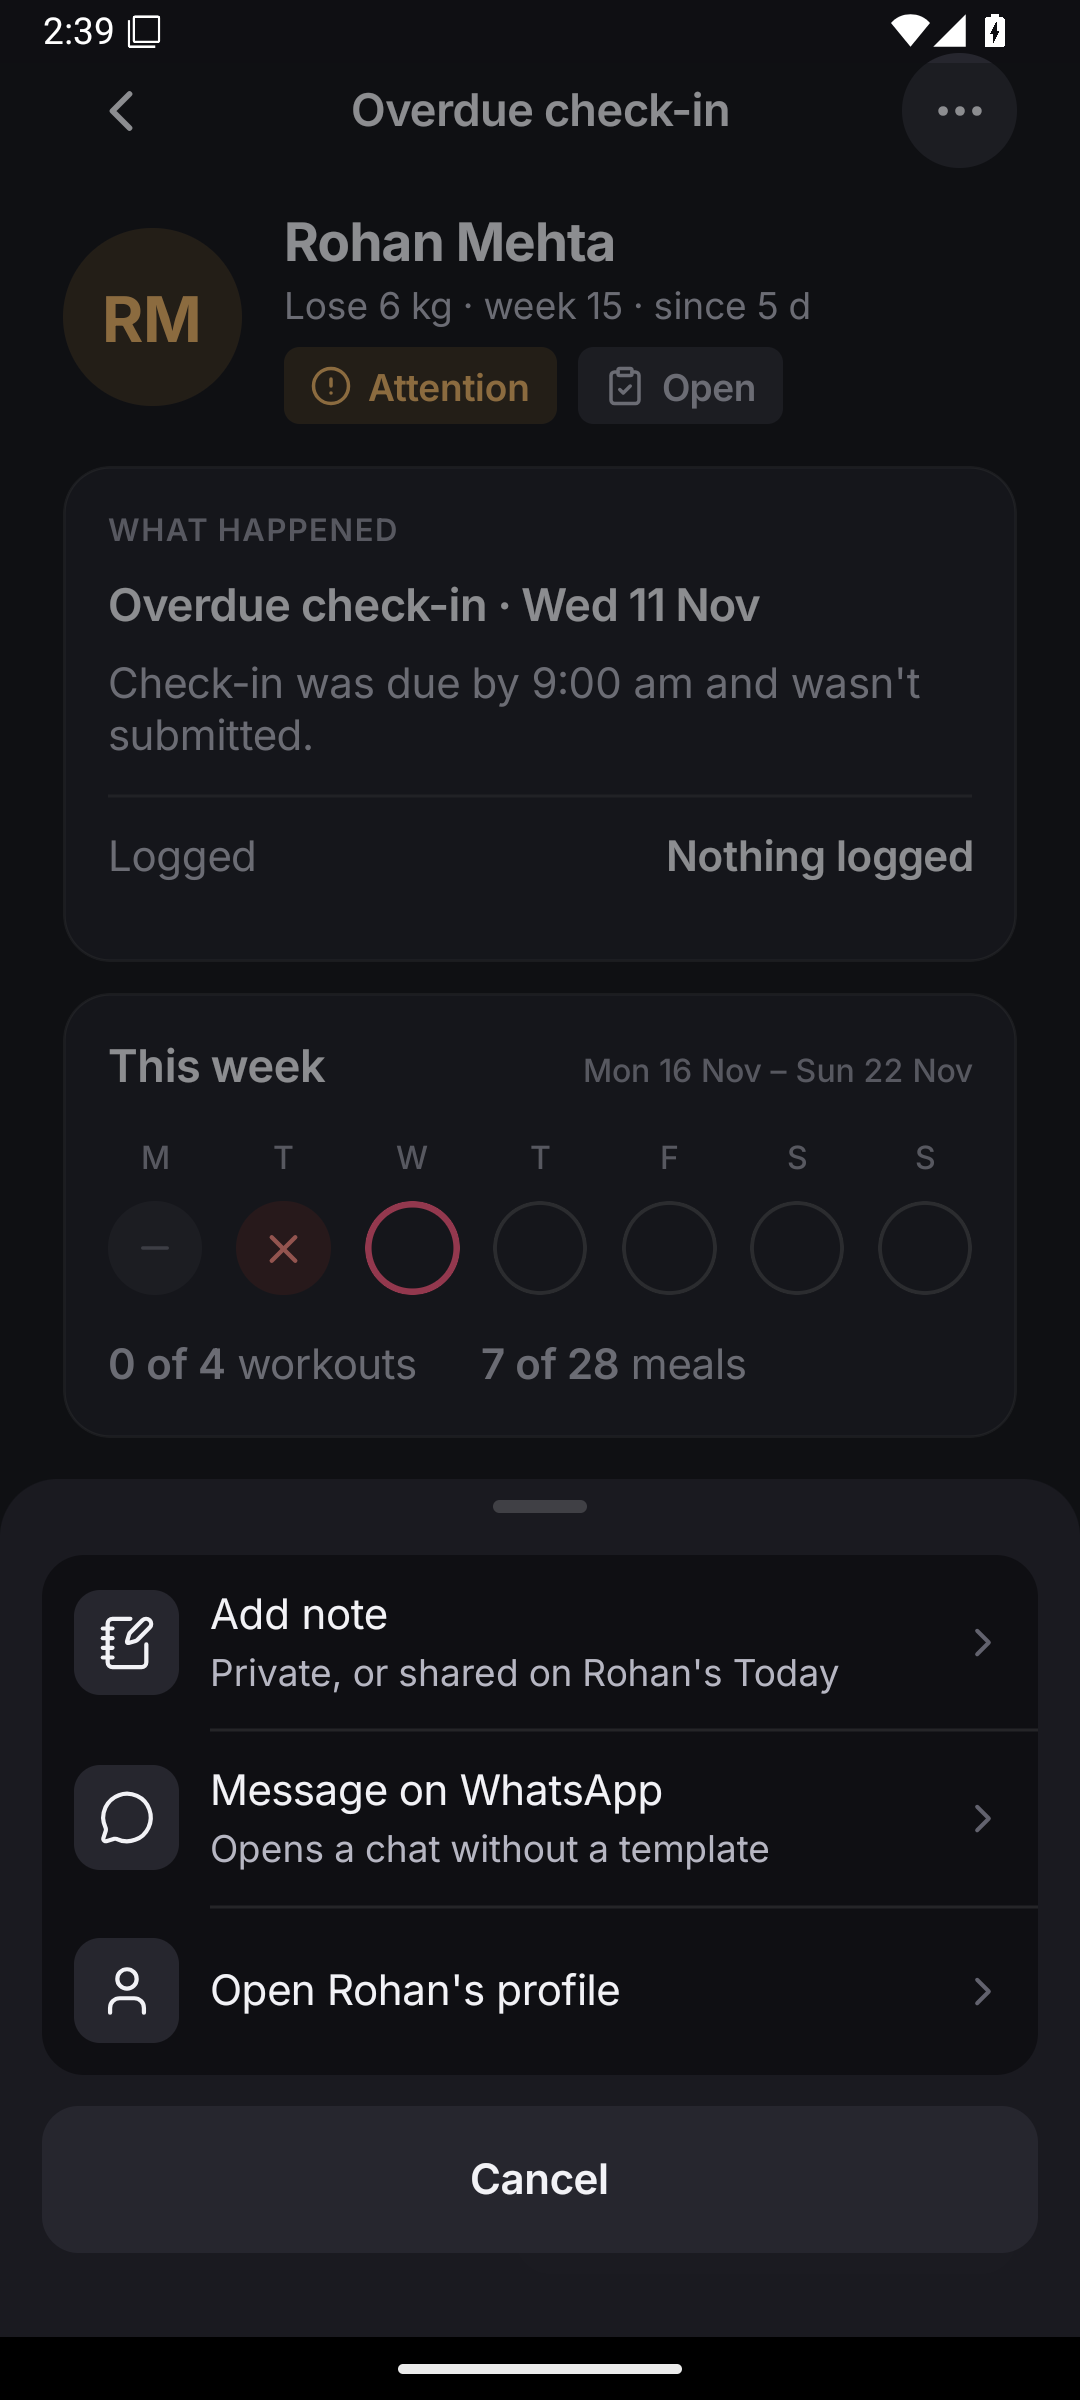 2:39
Overdue check-in
RM
Rohan Mehta
Lose 6 kg · week 15 · since 5 d
Attention
Open
WHAT HAPPENED
Overdue check-in · Wed 11 Nov
Check-in was due by 9:00 am and wasn't
submitted.
Logged
Nothing logged
This week
Mon 16 Nov – Sun 22 Nov
M T W T F S S
0 of 4 workouts
7 of 28 meals
Add note
Private, or shared on Rohan's Today
Message on WhatsApp
Opens a chat without a template
Open Rohan's profile
Cancel